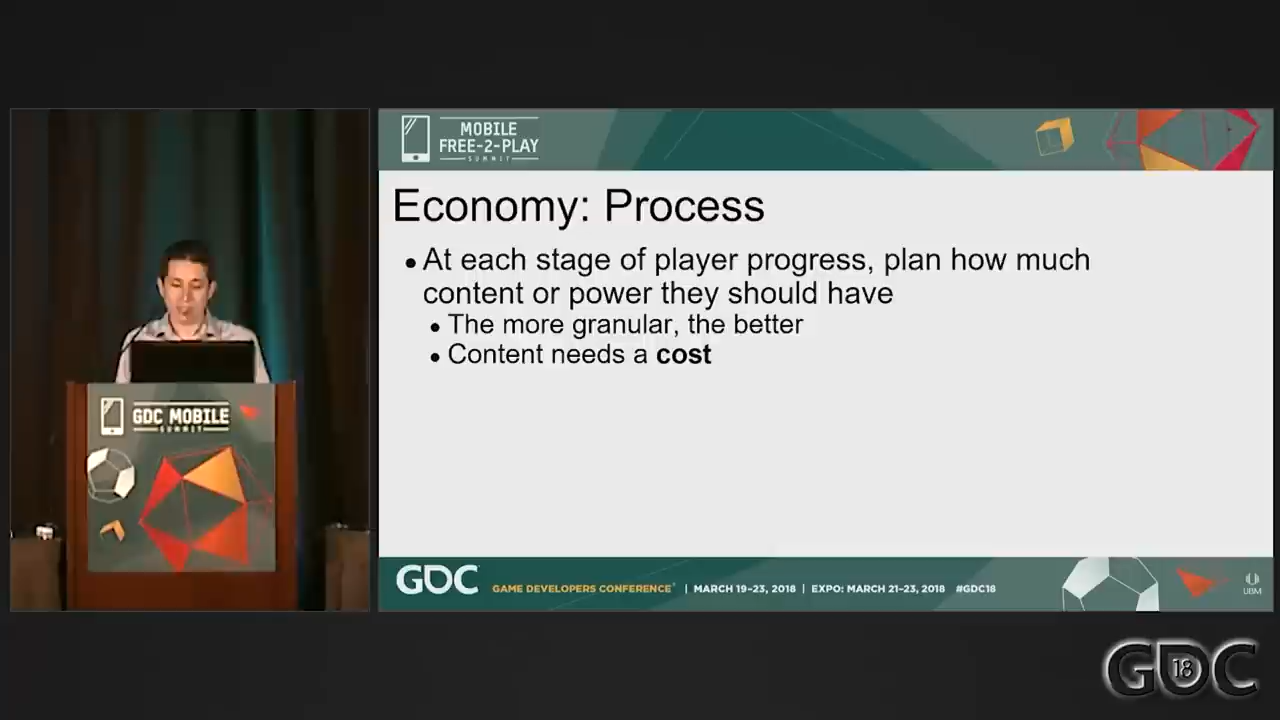 MOBILE
FREE-2-PLAY
SUMMIT
Economy: Process
• At each stage of player progress, plan how much
content or power they should have
• The more granular, the better
• Content needs a cost
GDC MOBILE
SUMMIT
GDC GAME DEVELOPERS CONFERENCE® | MARCH 19–23, 2018 | EXPO: MARCH 21–23, 2018 #GDC18
UBM
GDC 18